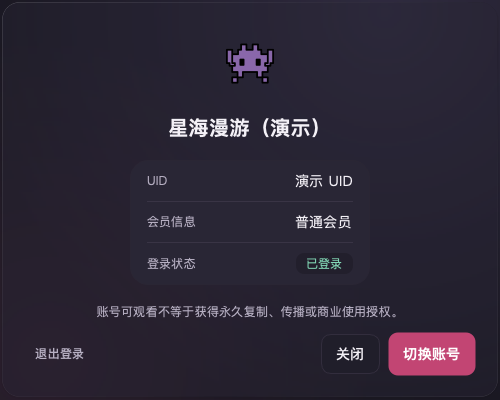 星海漫游（演示）
UID 演示 UID
会员信息 普通会员
登录状态 已登录
账号可观看不等于获得永久复制、传播或商业使用授权。
退出登录 关闭 切换账号